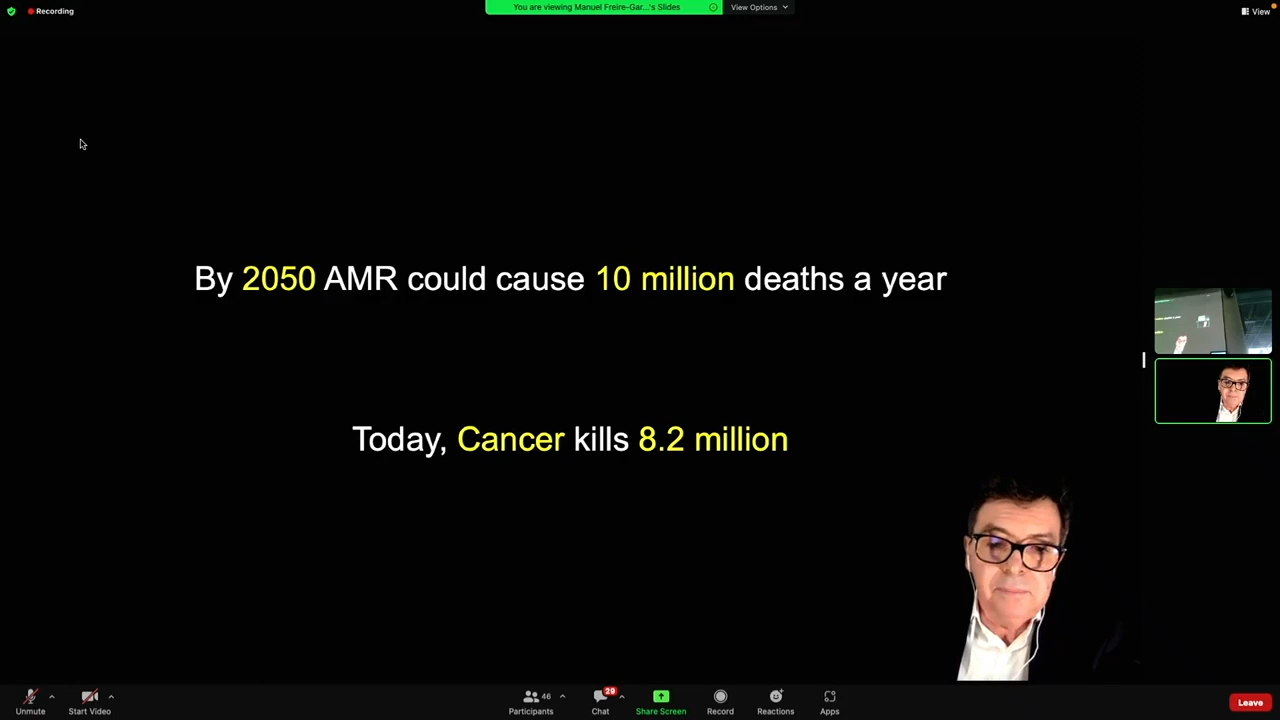 Recording
You are viewing Manuel Freire-Gar...'s Slides
View Options
View
By 2050 AMR could cause 10 million deaths a year
Today, Cancer kills 8.2 million
Unmute
Start Video
46
Participants
29
Chat
Share Screen
Record
Reactions
Apps
Leave